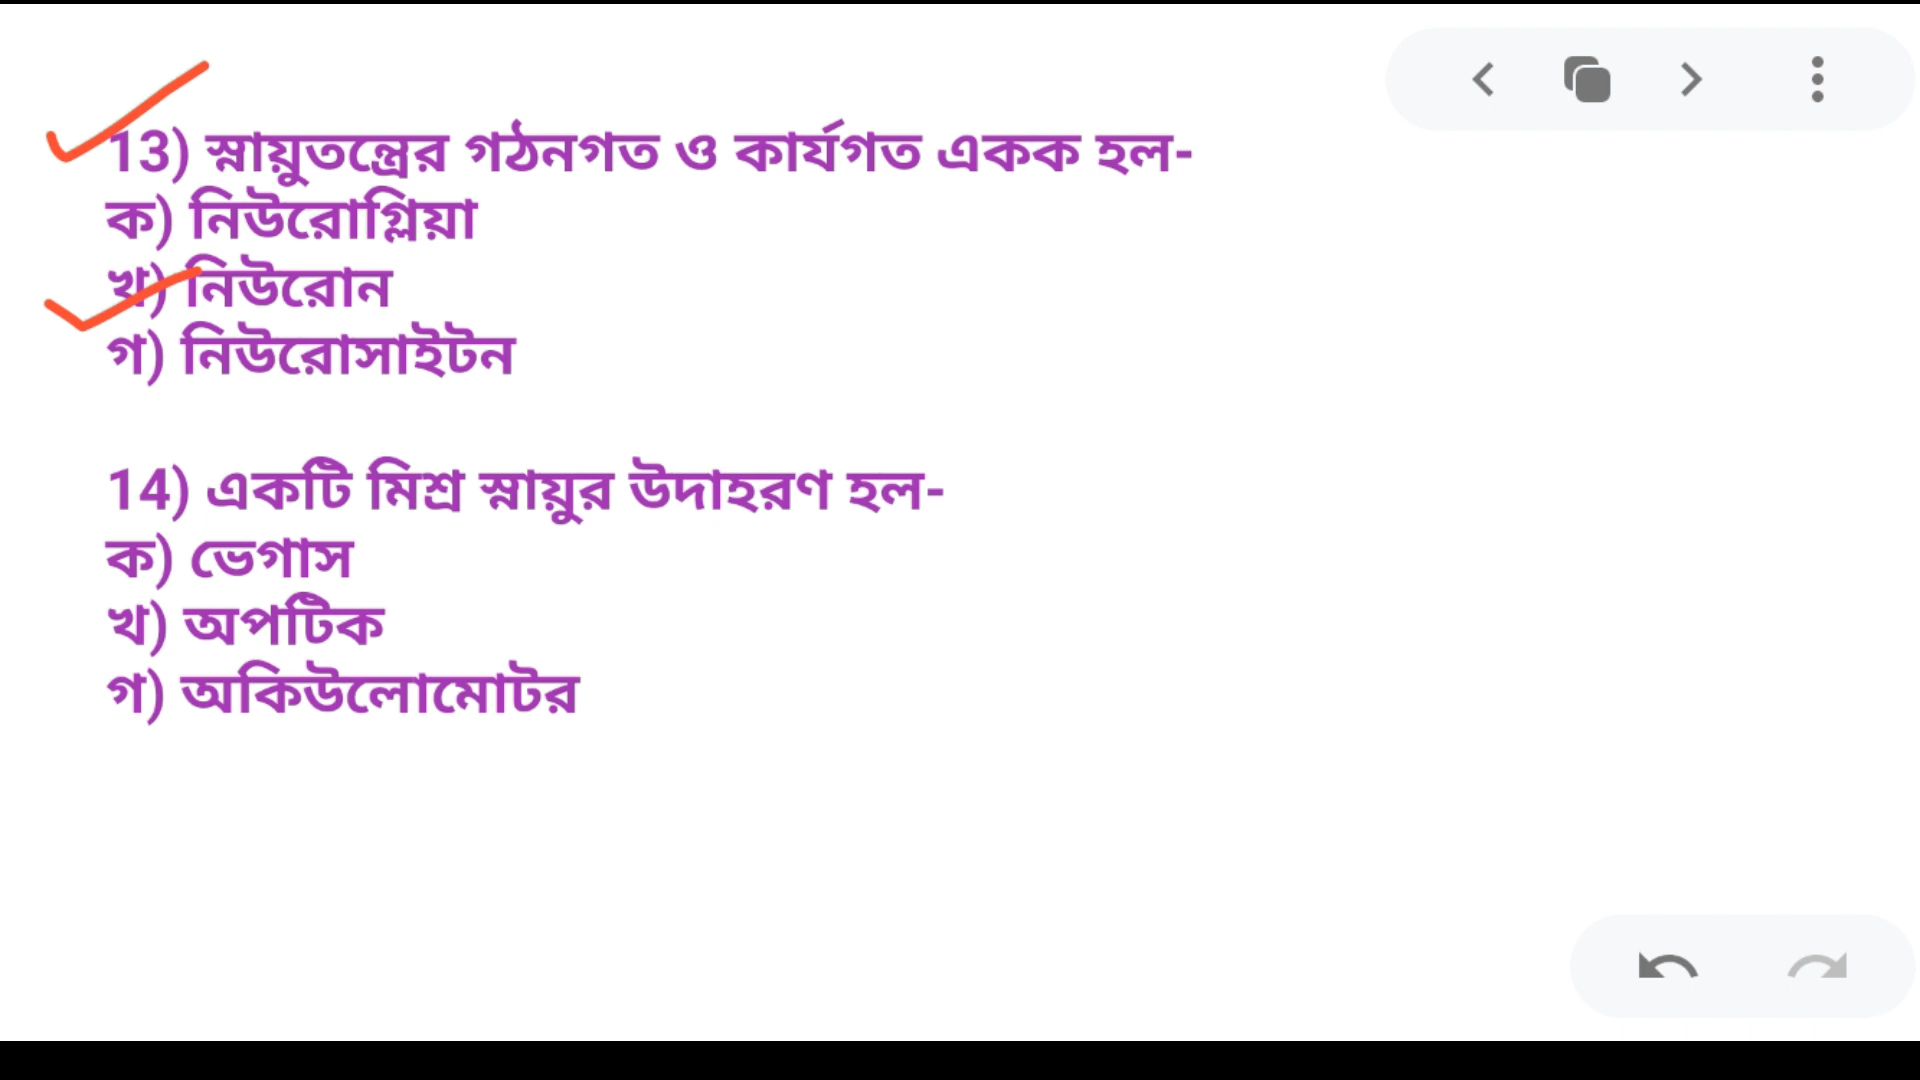 13) স্নায়ুতন্ত্রের গঠনগত ও কার্যগত একক হল-
ক) নিউরোগ্লিয়া
খ) নিউরোন
গ) নিউরোসাইটন
14) একটি মিশ্র স্নায়ুর উদাহরণ হল-
ক) ভেগাস
খ) অপটিক
গ) অকিউলোমোটর